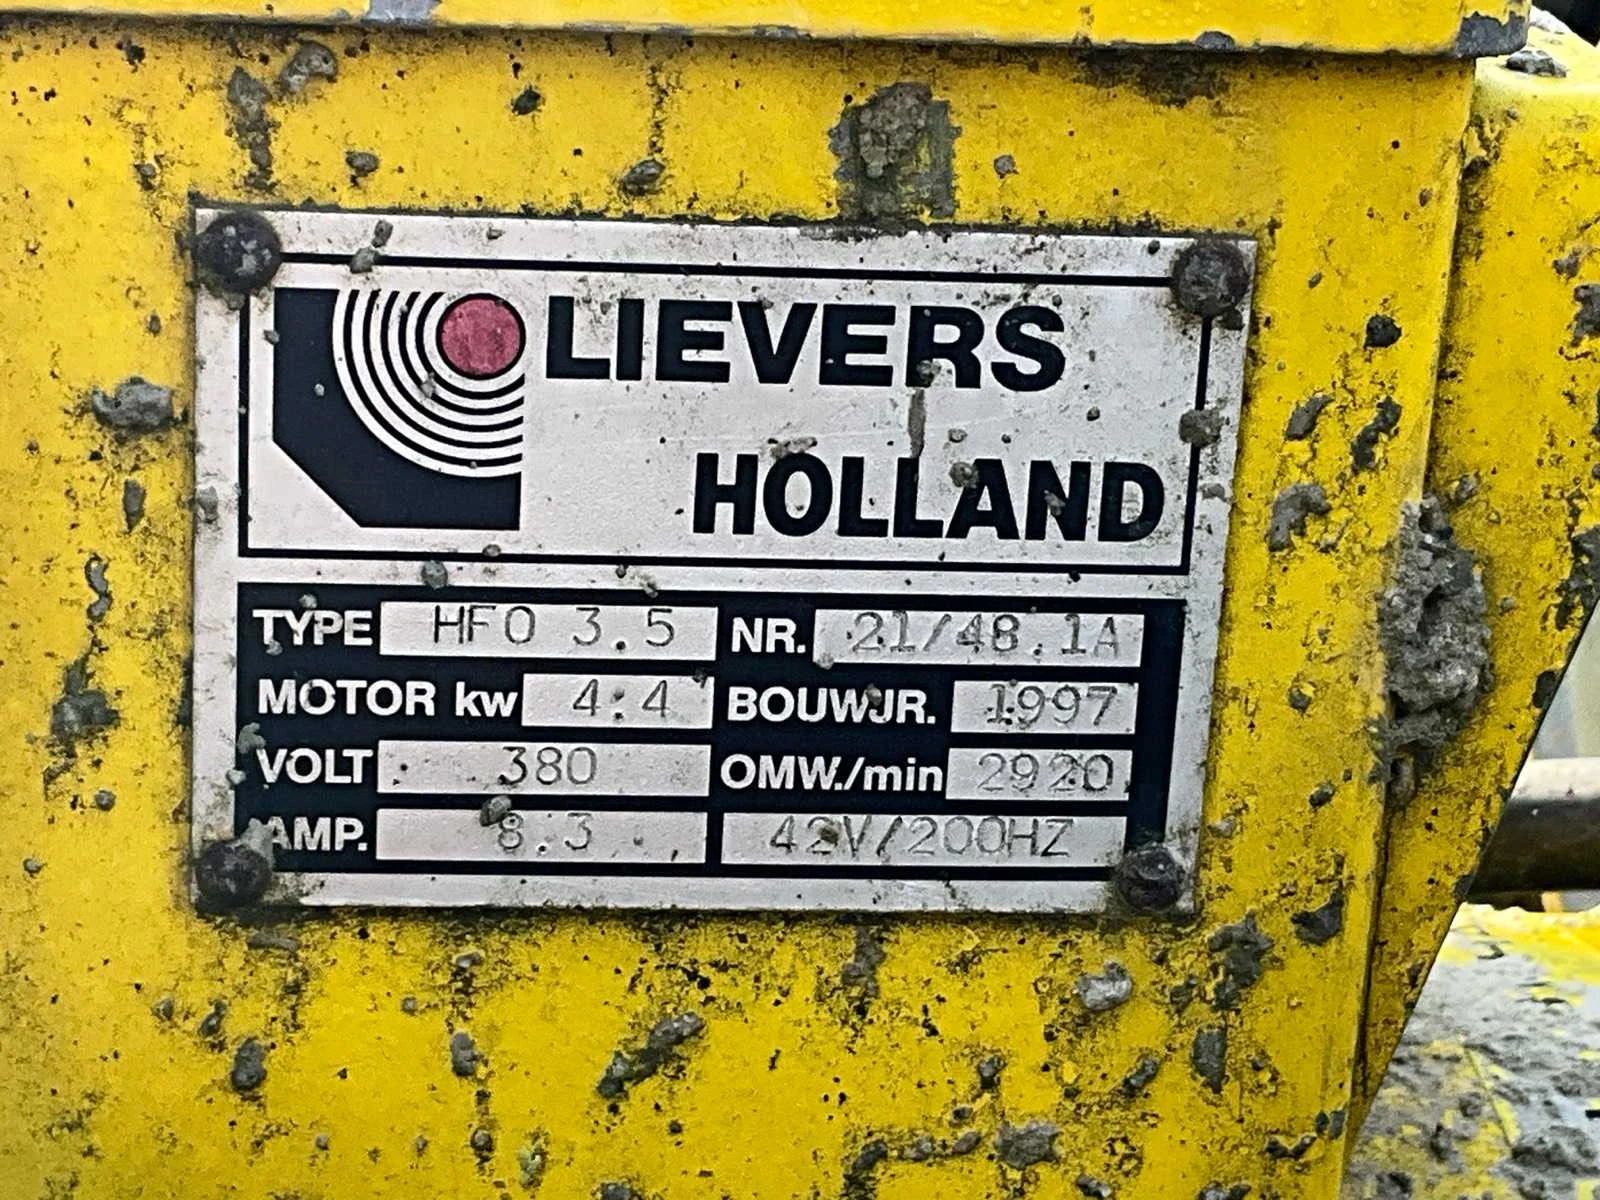 LIEVERS
HOLLAND
TYPE HFO 3.5 NR. 21/48.1A
MOTOR kw 4.4 BOUWJR. 1997
VOLT 380 OMW./min 2920
AMP. 8.3 42V/200HZ